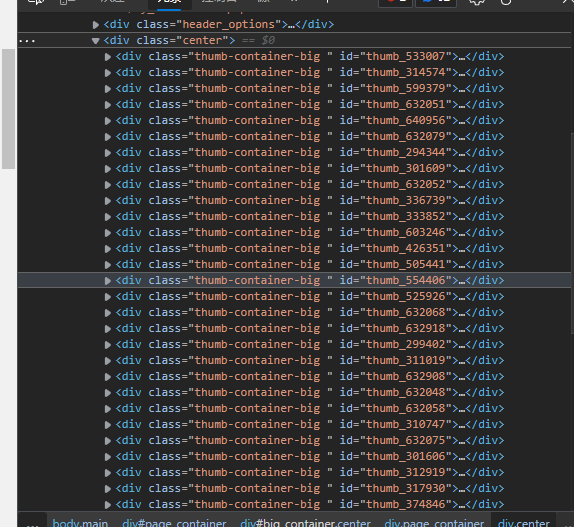 <div class="header_options">…</div>
<div class="center"> == $0
<div class="thumb-container-big " id="thumb_533007">…</div>
<div class="thumb-container-big " id="thumb_314574">…</div>
<div class="thumb-container-big " id="thumb_599379">…</div>
<div class="thumb-container-big " id="thumb_632051">…</div>
<div class="thumb-container-big " id="thumb_640956">…</div>
<div class="thumb-container-big " id="thumb_632079">…</div>
<div class="thumb-container-big " id="thumb_294344">…</div>
<div class="thumb-container-big " id="thumb_301609">…</div>
<div class="thumb-container-big " id="thumb_632052">…</div>
<div class="thumb-container-big " id="thumb_336739">…</div>
<div class="thumb-container-big " id="thumb_333852">…</div>
<div class="thumb-container-big " id="thumb_603246">…</div>
<div class="thumb-container-big " id="thumb_426351">…</div>
<div class="thumb-container-big " id="thumb_505441">…</div>
<div class="thumb-container-big " id="thumb_554406">…</div>
<div class="thumb-container-big " id="thumb_525926">…</div>
<div class="thumb-container-big " id="thumb_632068">…</div>
<div class="thumb-container-big " id="thumb_632918">…</div>
<div class="thumb-container-big " id="thumb_299402">…</div>
<div class="thumb-container-big " id="thumb_311019">…</div>
<div class="thumb-container-big " id="thumb_632908">…</div>
<div class="thumb-container-big " id="thumb_632048">…</div>
<div class="thumb-container-big " id="thumb_632058">…</div>
<div class="thumb-container-big " id="thumb_310747">…</div>
<div class="thumb-container-big " id="thumb_632075">…</div>
<div class="thumb-container-big " id="thumb_301606">…</div>
<div class="thumb-container-big " id="thumb_312919">…</div>
<div class="thumb-container-big " id="thumb_317930">…</div>
<div class="thumb-container-big " id="thumb_374846">…</div>
… body.main div#page_container div#big_container.center div.page_container div.center